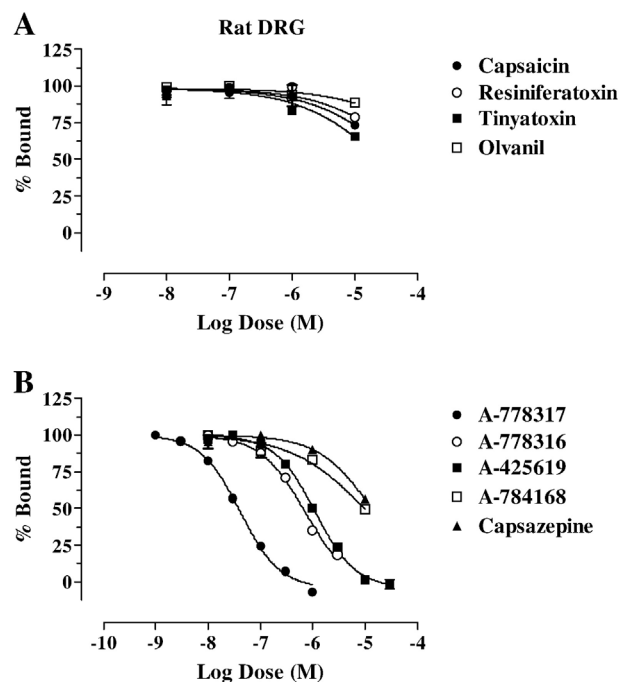 A
Rat DRG
125
100
75
50
25
0
% Bound
-9
-8
-7
-6
-5
-4
Log Dose (M)
Capsaicin
Resiniferatoxin
Tinyatoxin
Olvanil
B
125
100
75
50
25
0
% Bound
-10
-9
-8
-7
-6
-5
-4
Log Dose (M)
A-778317
A-778316
A-425619
A-784168
Capsazepine